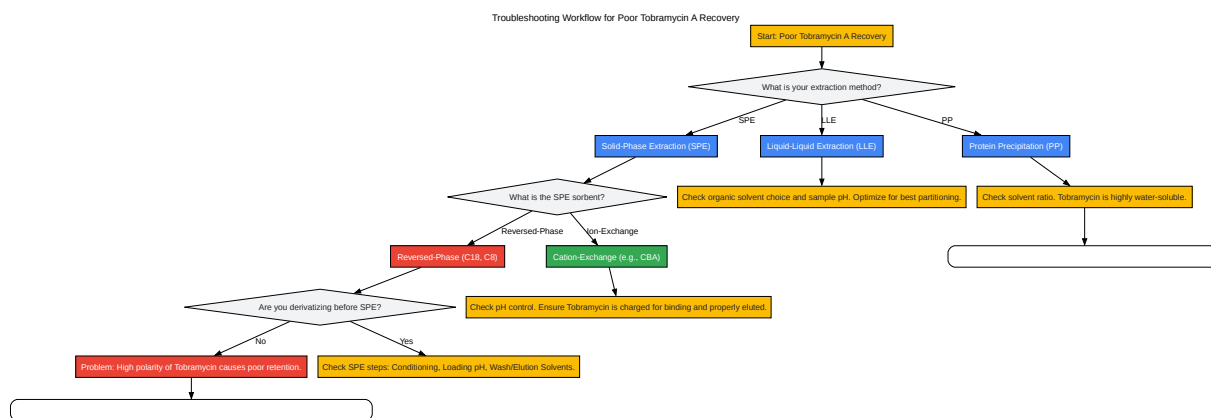 Troubleshooting Workflow for Poor Tobramycin A Recovery
Start: Poor Tobramycin A Recovery
What is your extraction method?
SPE
LLE
PP
Solid-Phase Extraction (SPE)
Liquid-Liquid Extraction (LLE)
Protein Precipitation (PP)
What is the SPE sorbent?
Check organic solvent choice and sample pH. Optimize for best partitioning.
Check solvent ratio. Tobramycin is highly water-soluble.
Reversed-Phase
Ion-Exchange
Reversed-Phase (C18, C8)
Cation-Exchange (e.g., CBA)
Are you derivatizing before SPE?
Check pH control. Ensure Tobramycin is charged for binding and properly eluted.
No
Yes
Problem: High polarity of Tobramycin causes poor retention.
Check SPE steps: Conditioning, Loading pH, Wash/Elution Solvents.